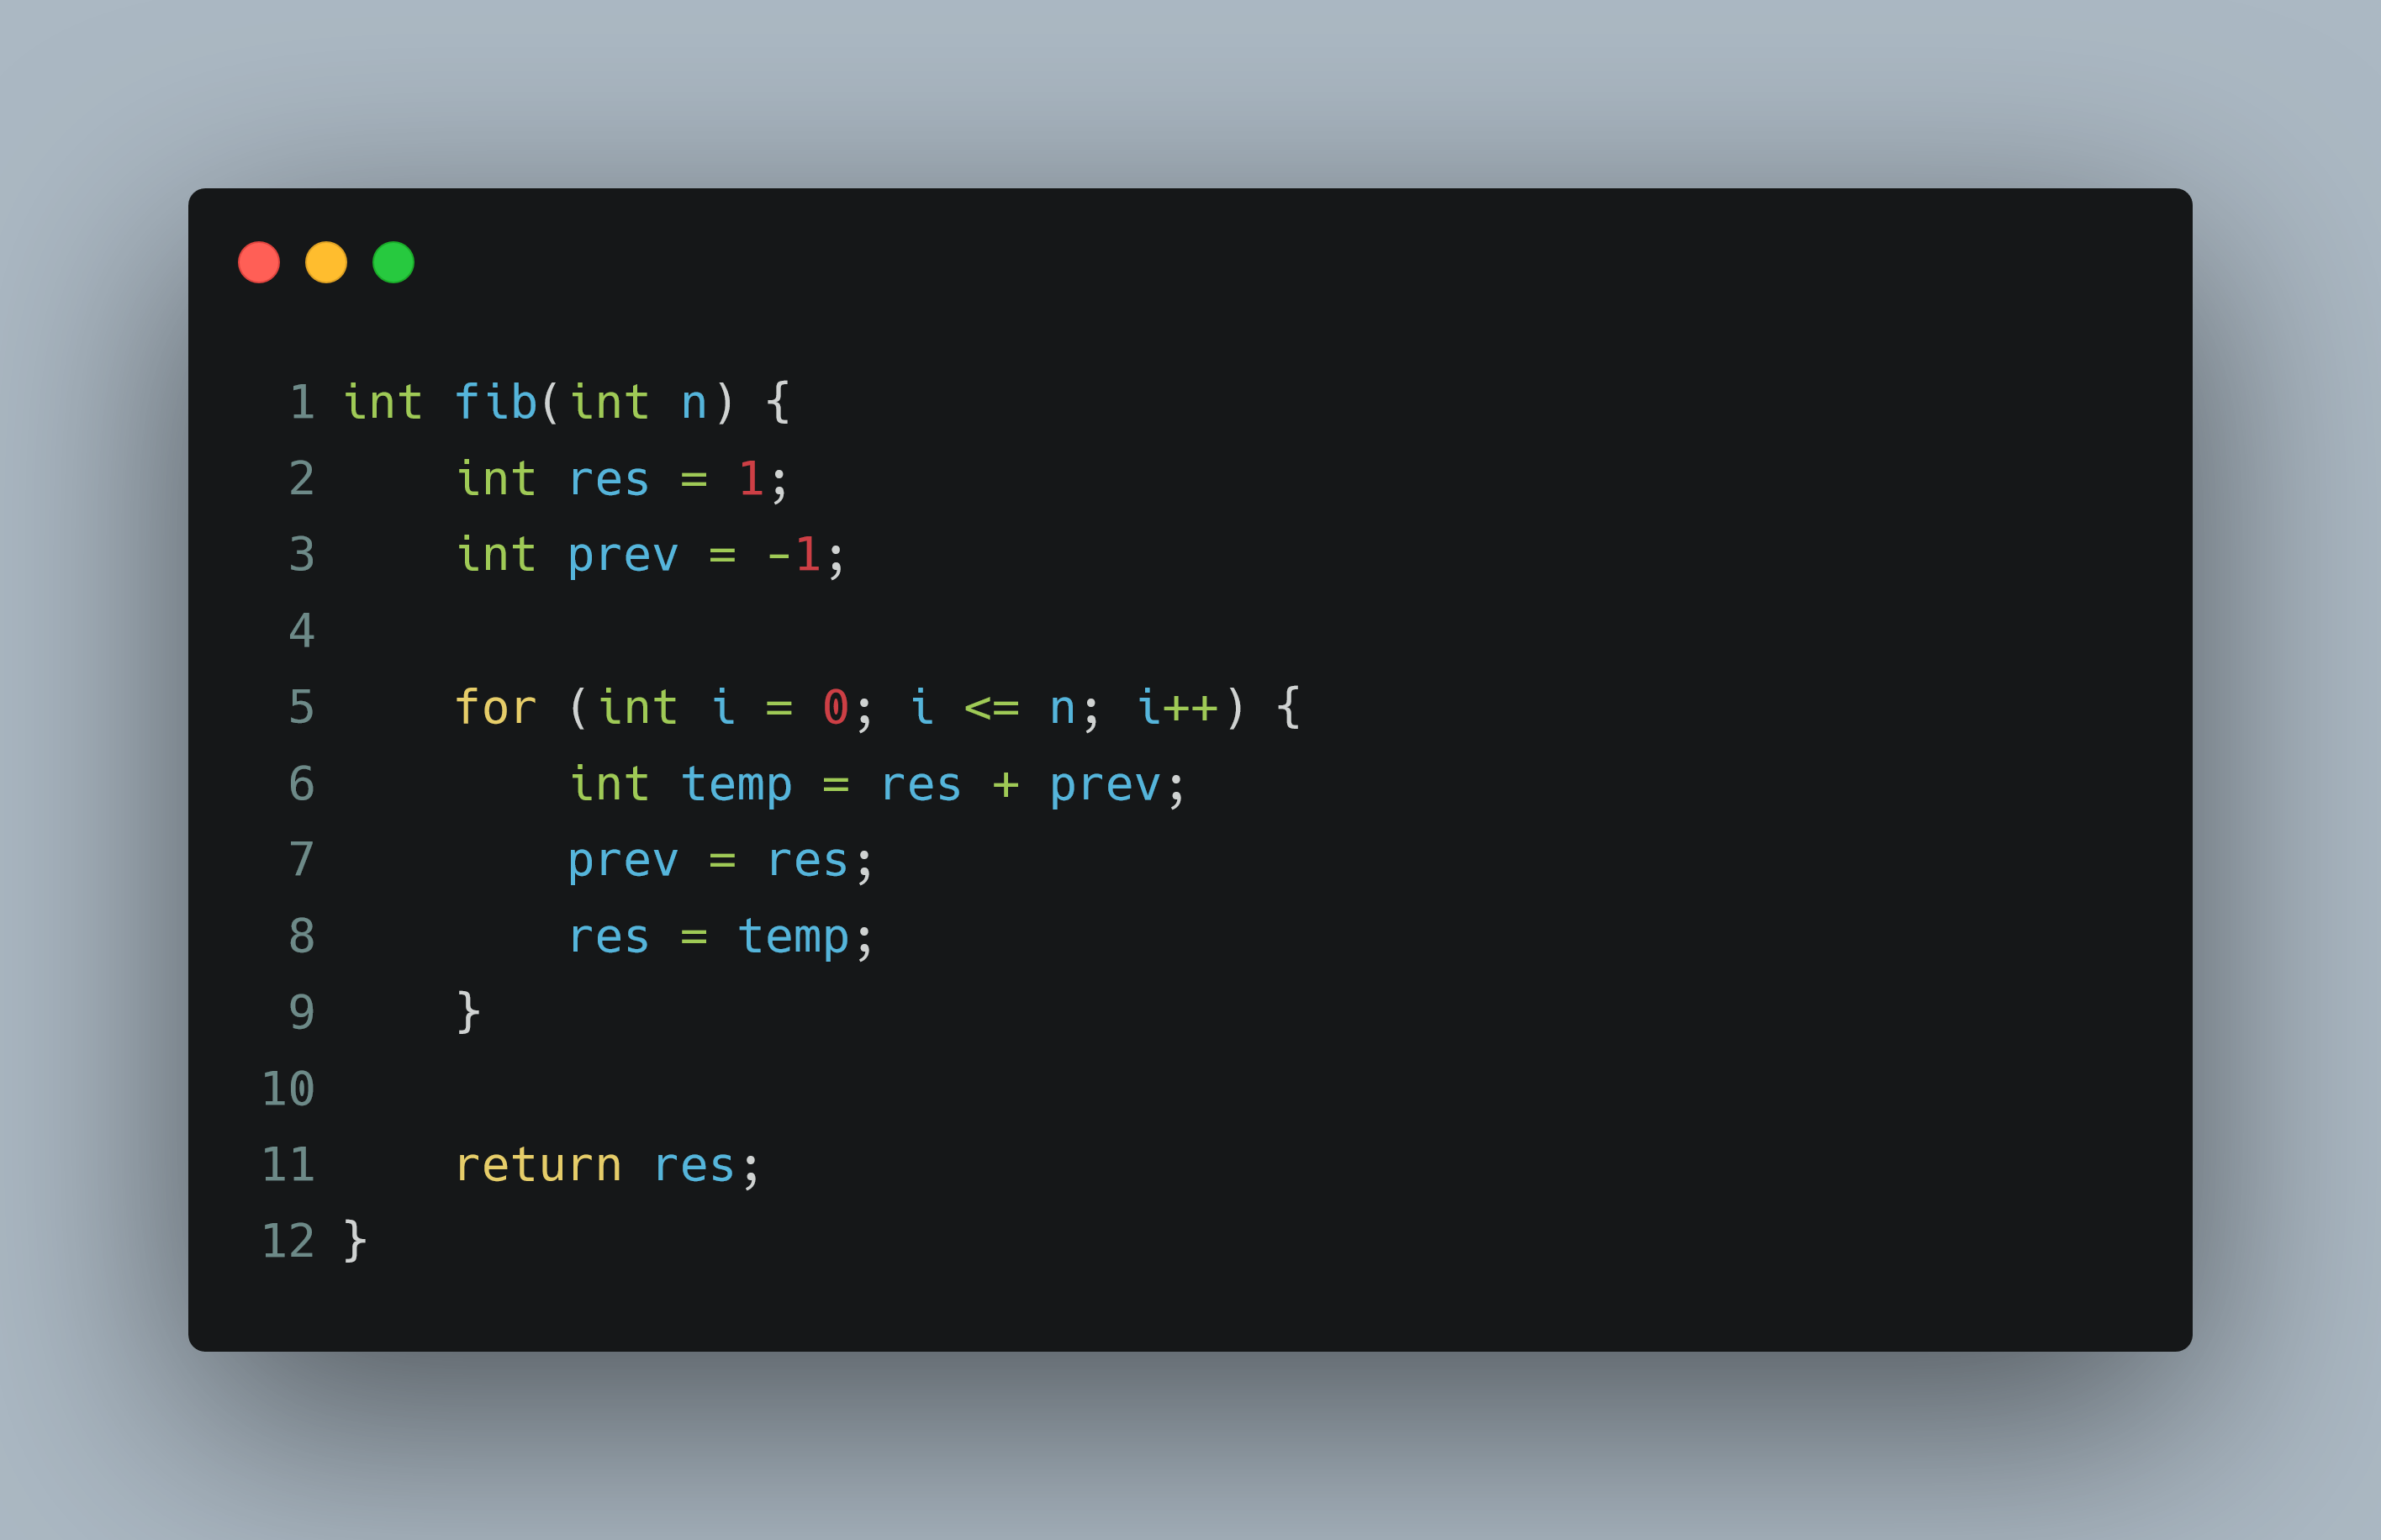 1 int fib(int n) {
2     int res = 1;
3     int prev = -1;
4
5     for (int i = 0; i <= n; i++) {
6         int temp = res + prev;
7         prev = res;
8         res = temp;
9     }
10
11     return res;
12 }